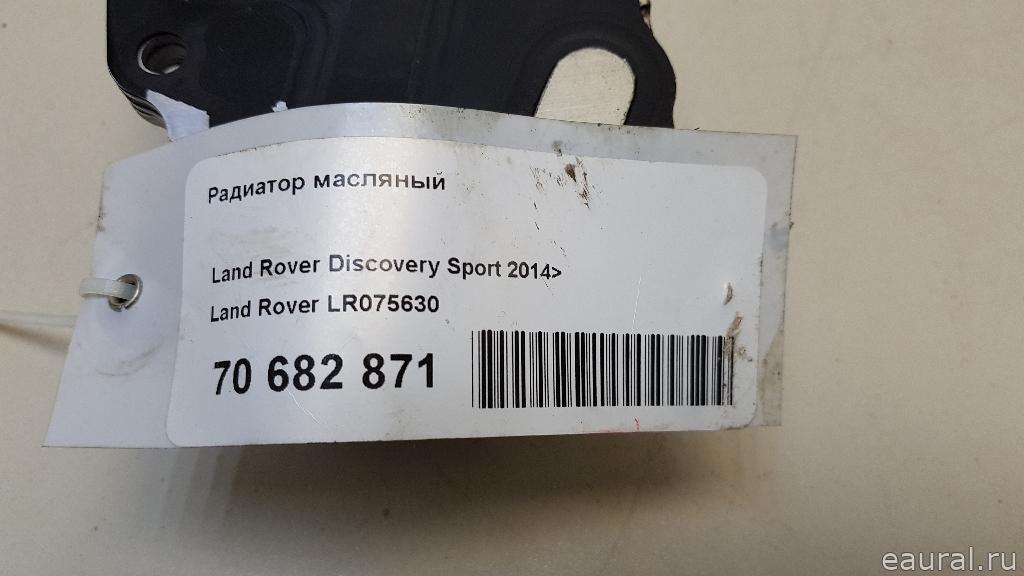 Радиатор масляный
Land Rover Discovery Sport 2014>
Land Rover LR075630
70 682 871
eaural.ru